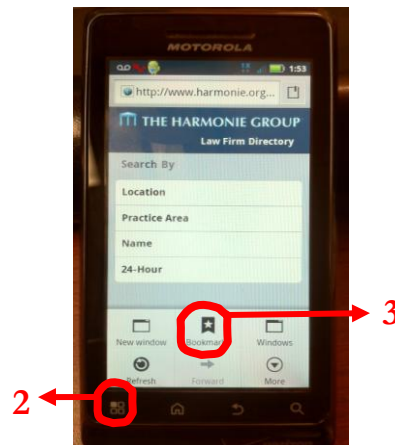 MOTOROLA
1:53
http://www.harmonie.org...
THE HARMONIE GROUP
Law Firm Directory
Search By
Location
Practice Area
Name
24-Hour
3
New window Bookmarks Windows
Refresh Forward More
2